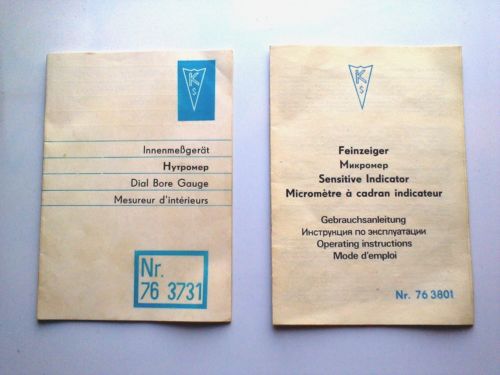 K
S
Innenmeßgerät
Нутромер
Dial Bore Gauge
Mesureur d'intérieurs
Nr.
76 3731
K
S
Feinzeiger
Микромер
Sensitive Indicator
Micromètre à cadran indicateur
Gebrauchsanleitung
Инструкция по эксплуатации
Operating instructions
Mode d'emploi
Nr. 76 3801